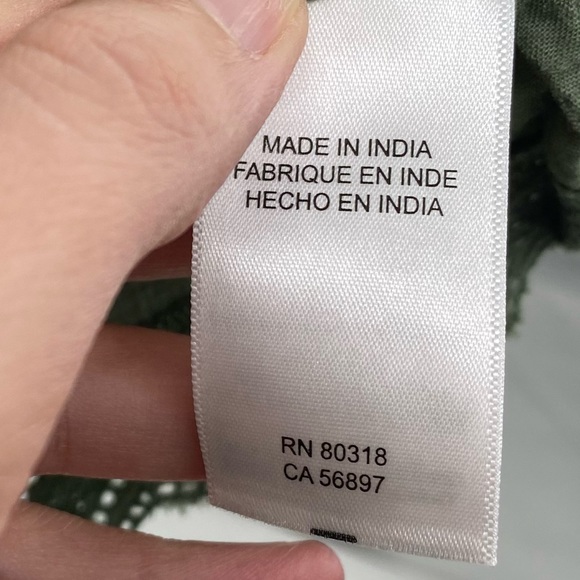 MADE IN INDIA
FABRIQUE EN INDE
HECHO EN INDIA
RN 80318
CA 56897